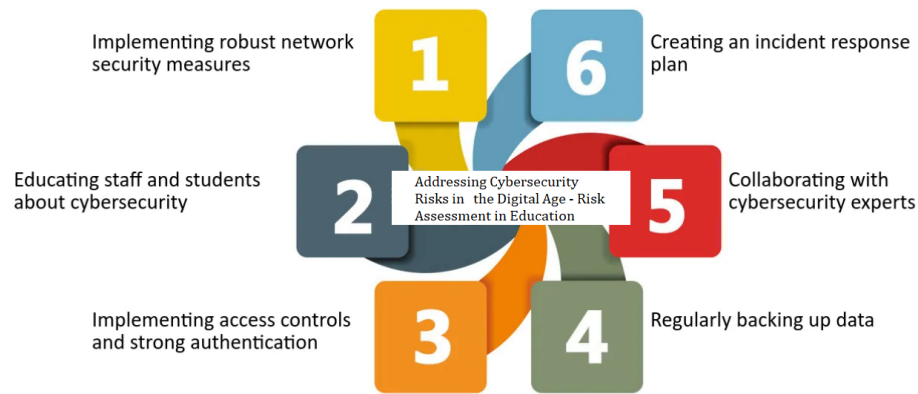 Implementing robust network
security measures
1
6
Creating an incident response
plan
Educating staff and students
about cybersecurity
2
Addressing Cybersecurity
Risks in the Digital Age - Risk
Assessment in Education
5
Collaborating with
cybersecurity experts
Implementing access controls
and strong authentication
3
4
Regularly backing up data